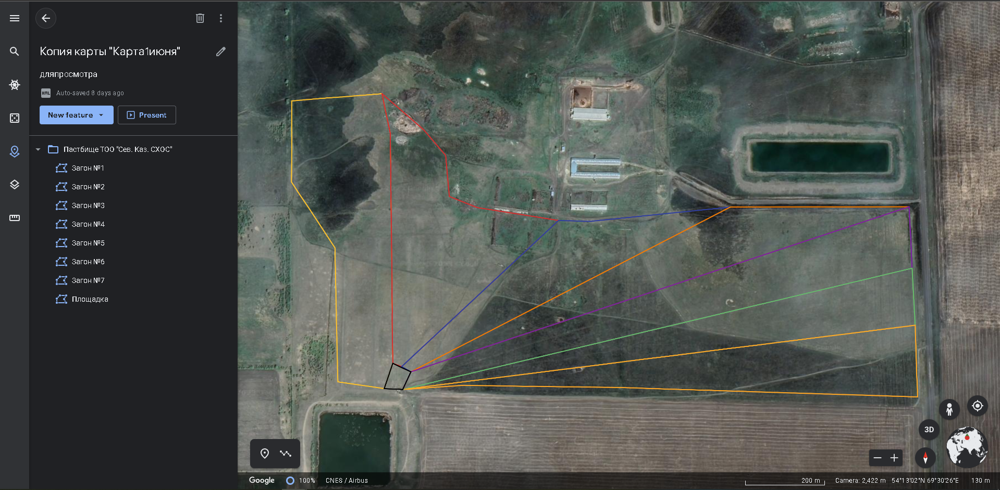 Копия карты "Карта1июня"
дляпросмотра
KML Auto-saved 8 days ago
New feature Present
Пастбище ТОО "Сев. Каз. СХОС"
Загон №1
Загон №2
Загон №3
Загон №4
Загон №5
Загон №6
Загон №7
Площадка
3D
Google 100% CNES / Airbus 200 m Camera: 2,422 m 54°13'02"N 69°30'26"E 130 m